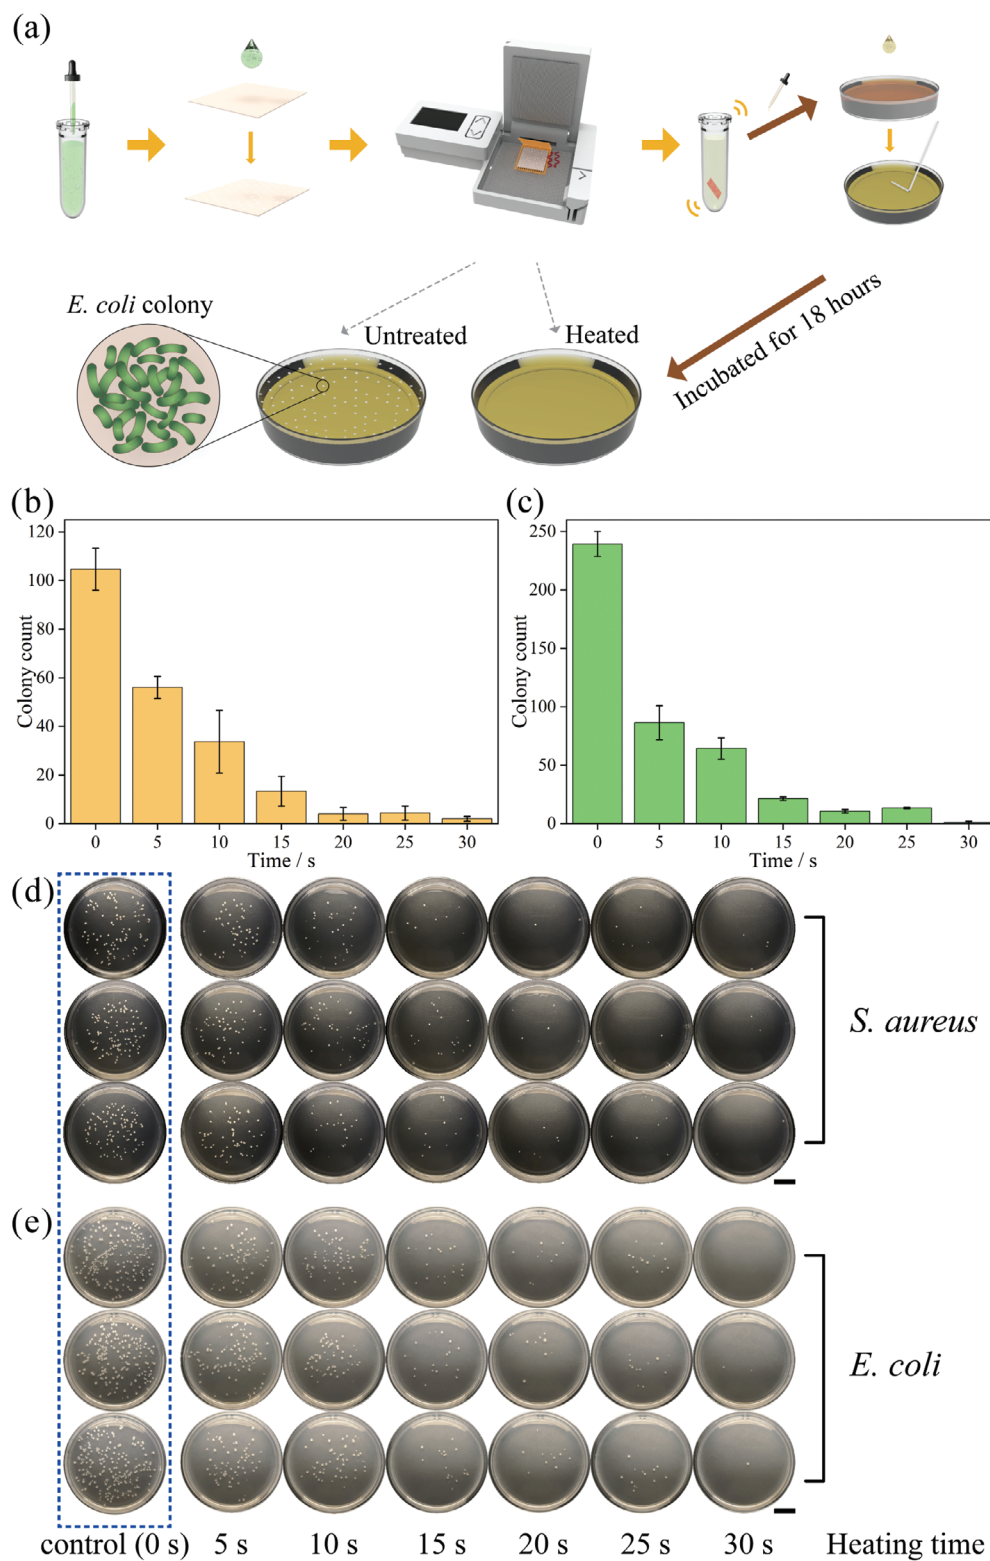 (a)
E. coli colony
Untreated
Heated
Incubated for 18 hours
(b)
Colony count
120
100
80
60
40
20
0
0 5 10 15 20 25 30
Time / s
(c)
Colony count
250
200
150
100
50
0
0 5 10 15 20 25 30
Time / s
(d)
S. aureus
(e)
E. coli
control (0 s) 5 s 10 s 15 s 20 s 25 s 30 s Heating time